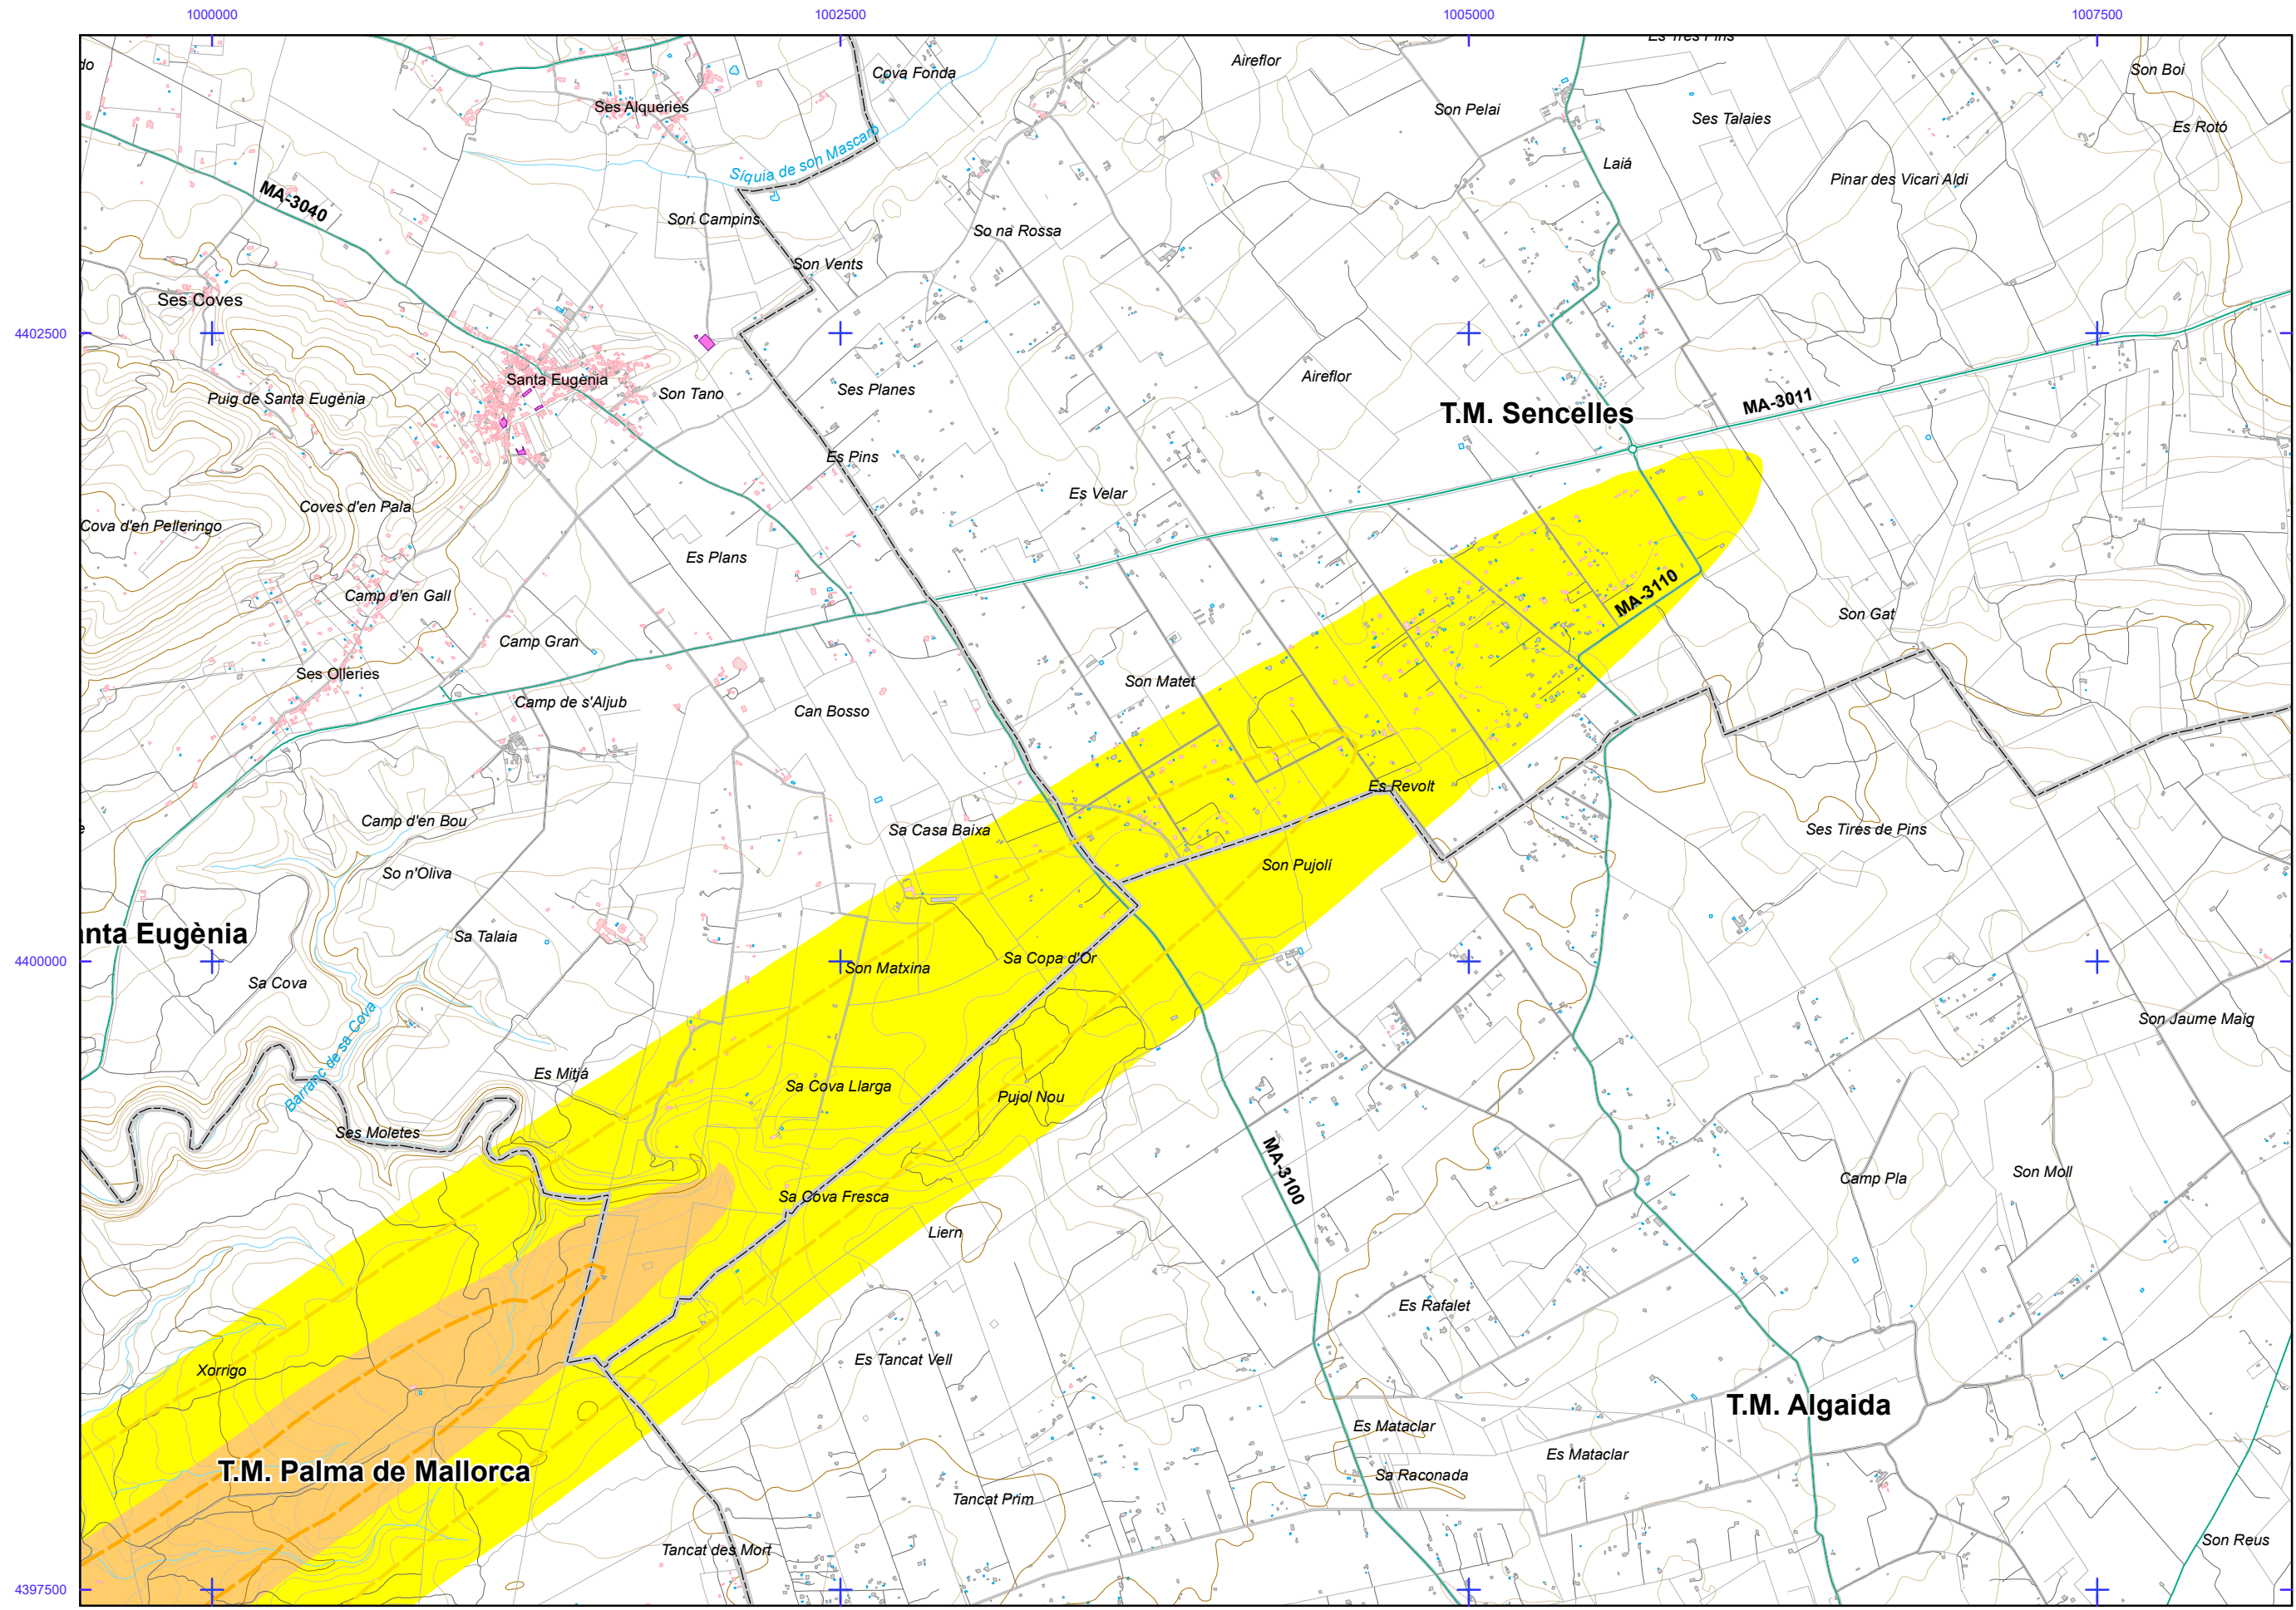 1000000
1002500
1005000
1007500
Es Tres Pins
do
Cova Fonda
Aireflor
Son Boi
Ses Alqueries
Son Pelai
Ses Talaies
Es Rotó
Síquia de son Mascaró
Laiá
Pinar des Vicari Aldi
MA-3040
Son Campins
So na Rossa
Son Vents
Ses Coves
4402500
Santa Eugènia
Aireflor
Son Tano
Ses Planes
Puig de Santa Eugènia
MA-3011
T.M. Sencelles
Es Pins
Es Velar
Coves d'en Pala
Cova d'en Pelleringo
Es Plans
Camp d'en Gall
MA-3110
Son Gat
Camp Gran
Ses Olleries
Son Matet
Camp de s'Aljub
Can Bosso
Es Revolt
Camp d'en Bou
Sa Casa Baixa
Ses Tires de Pins
e
So n'Oliva
Son Pujolí
anta Eugènia
Sa Talaia
4400000
Sa Copa d'Or
Son Matxina
Sa Cova
Son Jaume Maig
Barranc de sa Cova
Es Mitjá
Sa Cova Llarga
Pujol Nou
Ses Moletes
MA-3100
Camp Pla
Son Moll
Sa Cova Fresca
Liern
Es Rafalet
Es Tancat Vell
Xorrigo
T.M. Algaida
Es Mataclar
Es Mataclar
T.M. Palma de Mallorca
Sa Raconada
Tancat Prim
Son Reus
Tancat des Mort
4397500